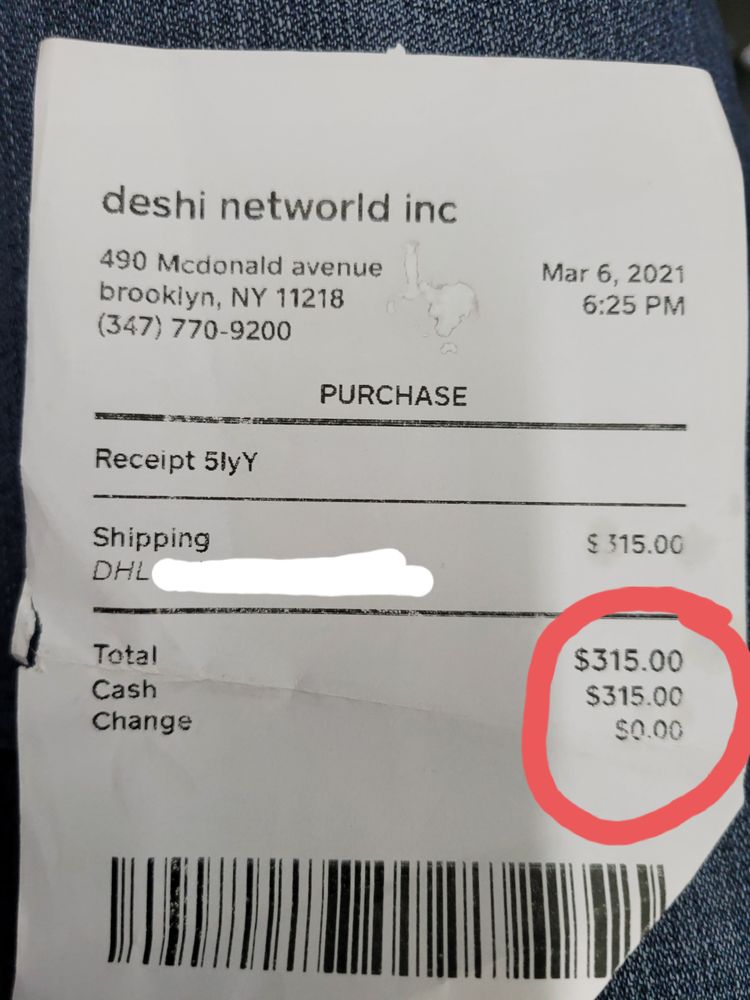 deshi networld inc
490 Mcdonald avenue
brooklyn, NY 11218
(347) 770-9200
Mar 6, 2021
6:25 PM
PURCHASE
Receipt 5IyY
Shipping $315.00
DHL
Total $315.00
Cash $315.00
Change $0.00